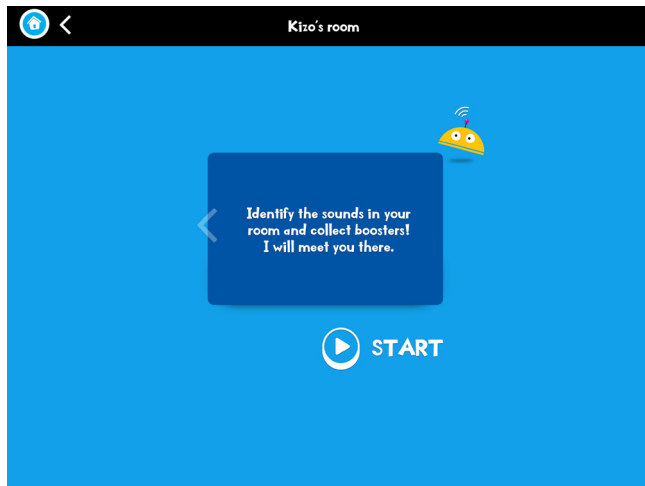 Kizo's room
Identify the sounds in your
room and collect boosters!
I will meet you there.
START